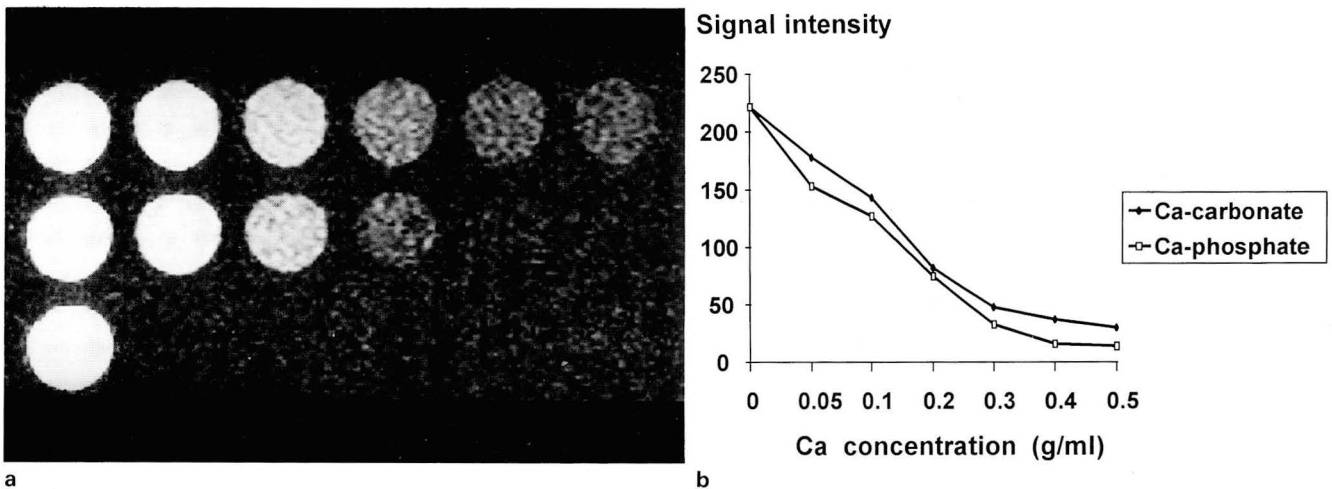 Signal intensity
250
200
150
100
50
0
0 0.05 0.1 0.2 0.3 0.4 0.5
Ca concentration (g/ml)
Ca-carbonate
Ca-phosphate
a
b